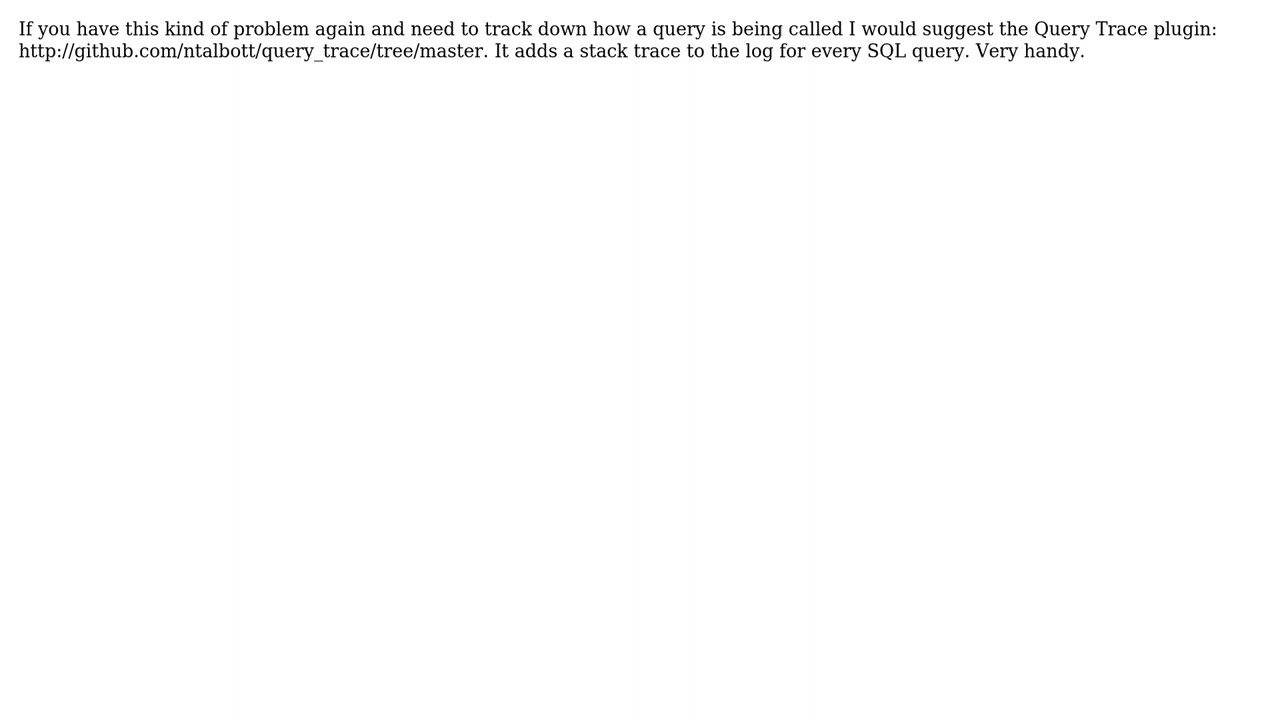 If you have this kind of problem again and need to track down how a query is being called I would suggest the Query Trace plugin:
http://github.com/ntalbott/query_trace/tree/master. It adds a stack trace to the log for every SQL query. Very handy.